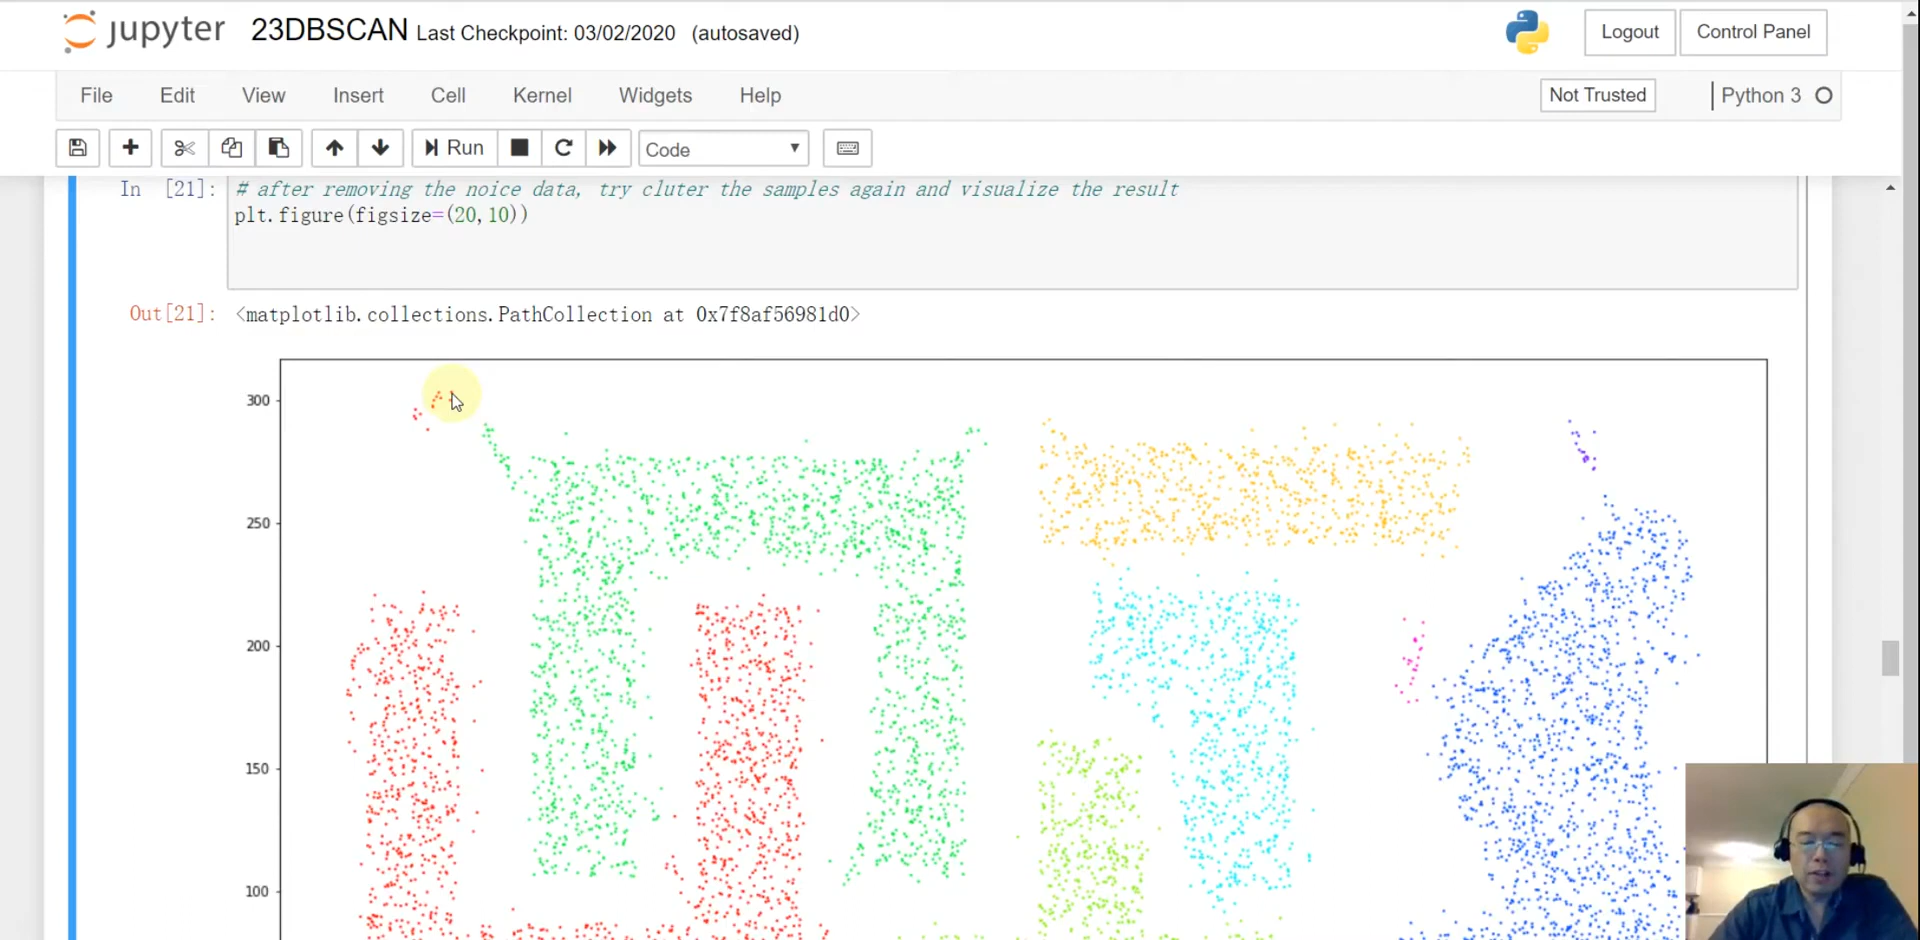 jupyter 23DBSCAN Last Checkpoint: 03/02/2020 (autosaved)
Logout Control Panel
File Edit View Insert Cell Kernel Widgets Help
Not Trusted Python 3
Run Code
In [21]: # after removing the noice data, try cluter the samples again and visualize the result
plt.figure(figsize=(20,10))
Out[21]: <matplotlib.collections.PathCollection at 0x7f8af56981d0>
300
250
200
150
100